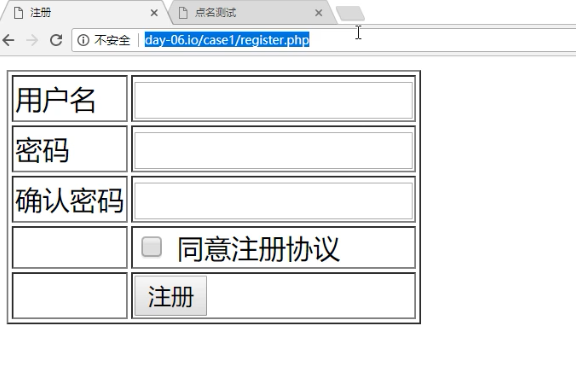 注册 点名测试
不安全 day-06.io/case1/register.php
用户名
密码
确认密码
同意注册协议
注册